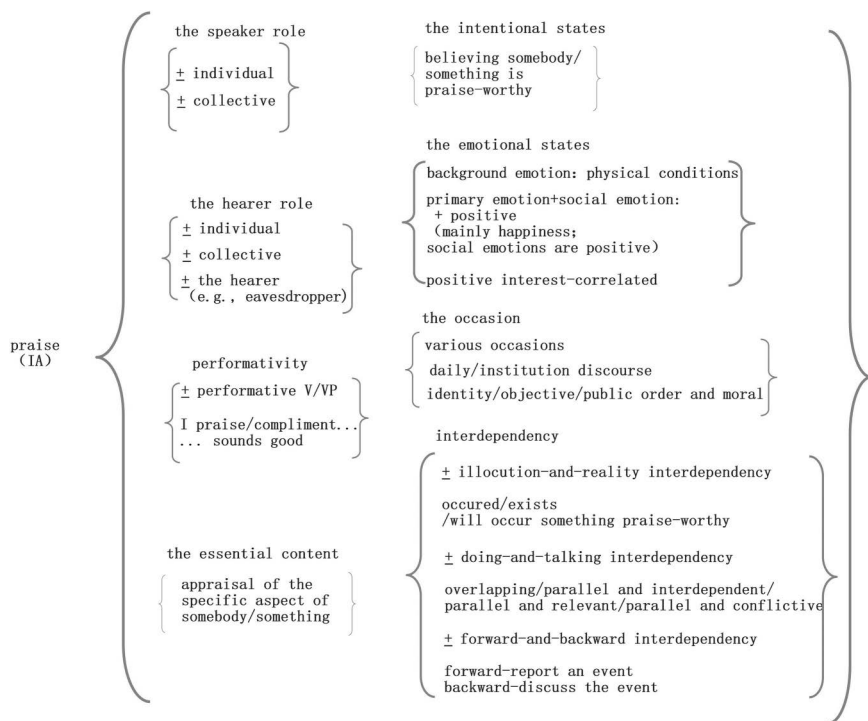 praise
(IA)
the speaker role
± individual
± collective
the hearer role
± individual
± collective
± the hearer
(e.g., eavesdropper)
performativity
± performative V/VP
I praise/compliment...
... sounds good
the essential content
appraisal of the
specific aspect of
somebody/something
the intentional states
believing somebody/
something is
praise-worthy
the emotional states
background emotion: physical conditions
primary emotion+social emotion:
+ positive
(mainly happiness;
social emotions are positive)
positive interest-correlated
the occasion
various occasions
daily/institution discourse
identity/objective/public order and moral
interdependency
± illocution-and-reality interdependency
occured/exists
/will occur something praise-worthy
± doing-and-talking interdependency
overlapping/parallel and interdependent/
parallel and relevant/parallel and conflictive
± forward-and-backward interdependency
forward-report an event
backward-discuss the event